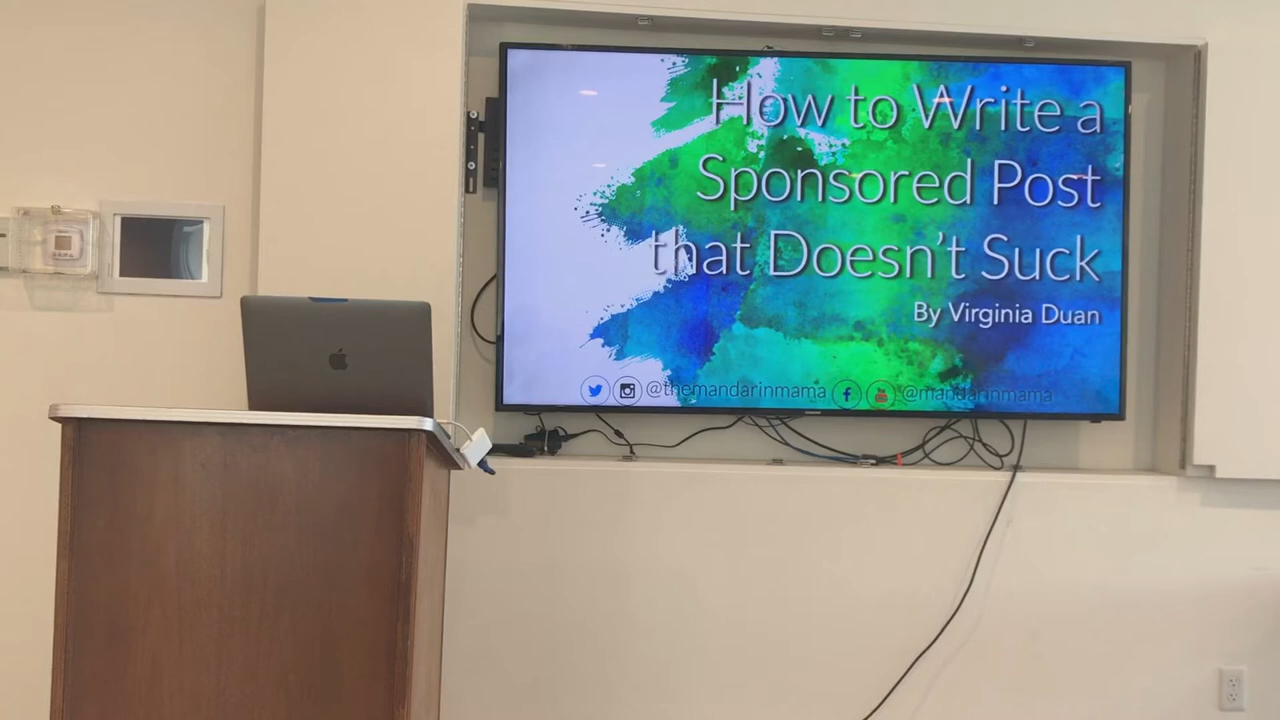 How to Write a
Sponsored Post
that Doesn't Suck
By Virginia Duan
@themandarinmama @mandarinmama